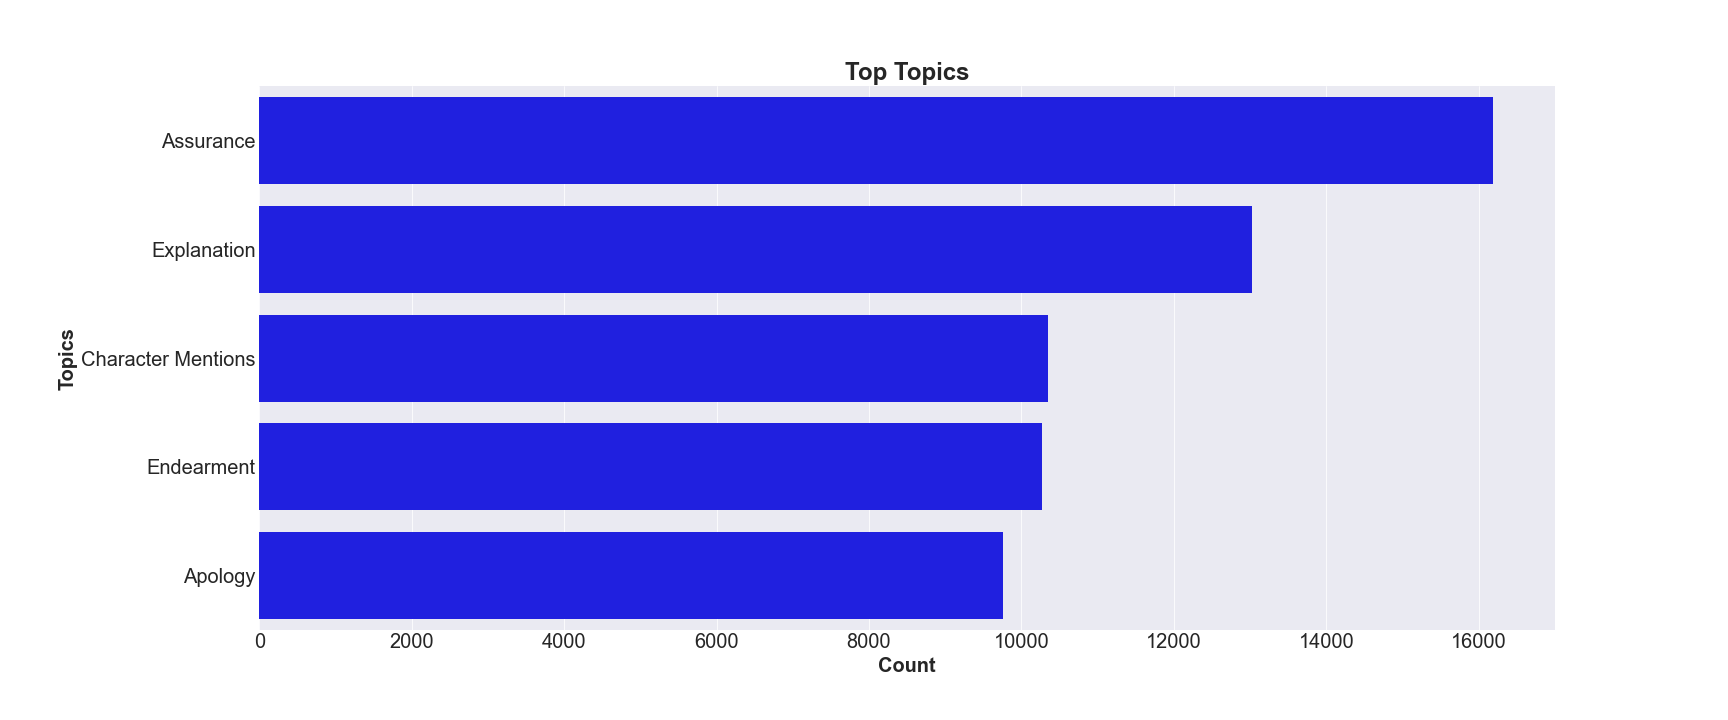 Top Topics
Assurance
Explanation
Character Mentions
Endearment
Apology
Topics
0 2000 4000 6000 8000 10000 12000 14000 16000
Count